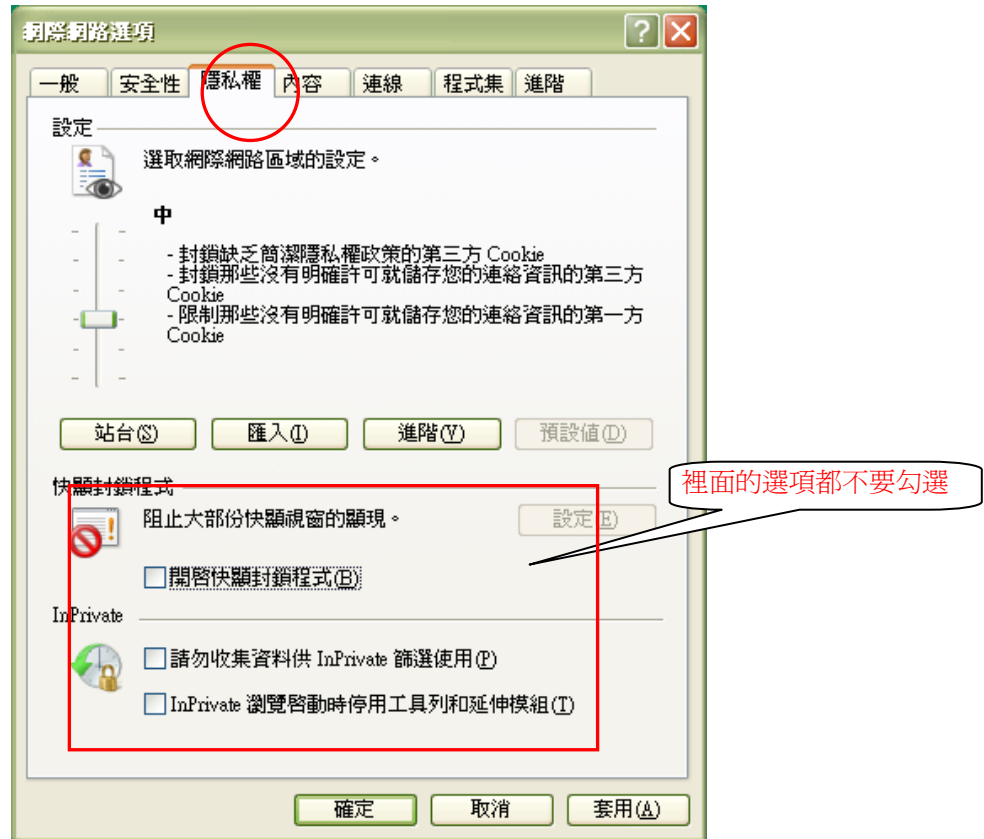 網際網路選項
一般 安全性 隱私權 內容 連線 程式集 進階
設定
選取網際網路區域的設定。
中
- 封鎖缺乏簡潔隱私權政策的第三方 Cookie
- 封鎖那些沒有明確許可就儲存您的連絡資訊的第三方
Cookie
- 限制那些沒有明確許可就儲存您的連絡資訊的第一方
Cookie
站台(S) 匯入(I) 進階(V) 預設值(D)
快顯封鎖程式
裡面的選項都不要勾選
阻止大部份快顯視窗的顯現。 設定(E)
開啓快顯封鎖程式(B)
InPrivate
請勿收集資料供 InPrivate 篩選使用(P)
InPrivate 瀏覽啓動時停用工具列和延伸模組(T)
確定 取消 套用(A)